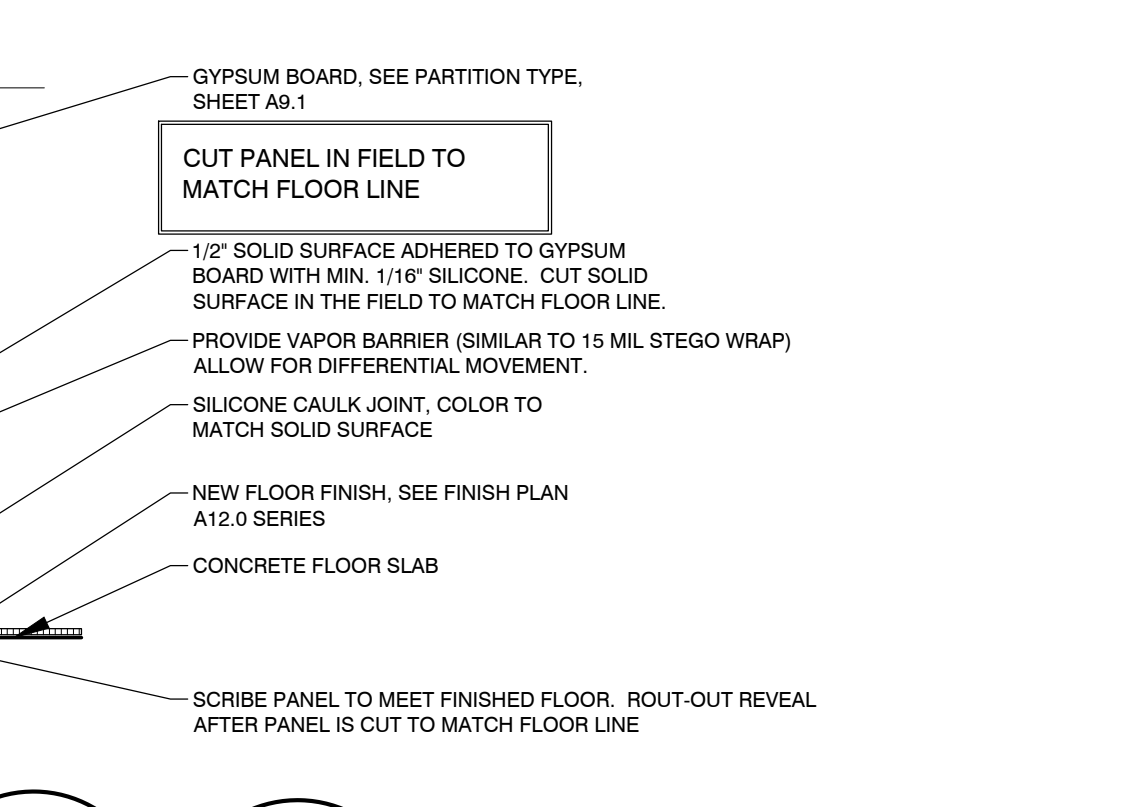 GYPSUM BOARD, SEE PARTITION TYPE,
SHEET A9.1
CUT PANEL IN FIELD TO
MATCH FLOOR LINE
1/2" SOLID SURFACE ADHERED TO GYPSUM
BOARD WITH MIN. 1/16" SILICONE. CUT SOLID
SURFACE IN THE FIELD TO MATCH FLOOR LINE.
PROVIDE VAPOR BARRIER (SIMILAR TO 15 MIL STEGO WRAP)
ALLOW FOR DIFFERENTIAL MOVEMENT.
SILICONE CAULK JOINT, COLOR TO
MATCH SOLID SURFACE
NEW FLOOR FINISH, SEE FINISH PLAN
A12.0 SERIES
CONCRETE FLOOR SLAB
SCRIBE PANEL TO MEET FINISHED FLOOR. ROUT-OUT REVEAL
AFTER PANEL IS CUT TO MATCH FLOOR LINE